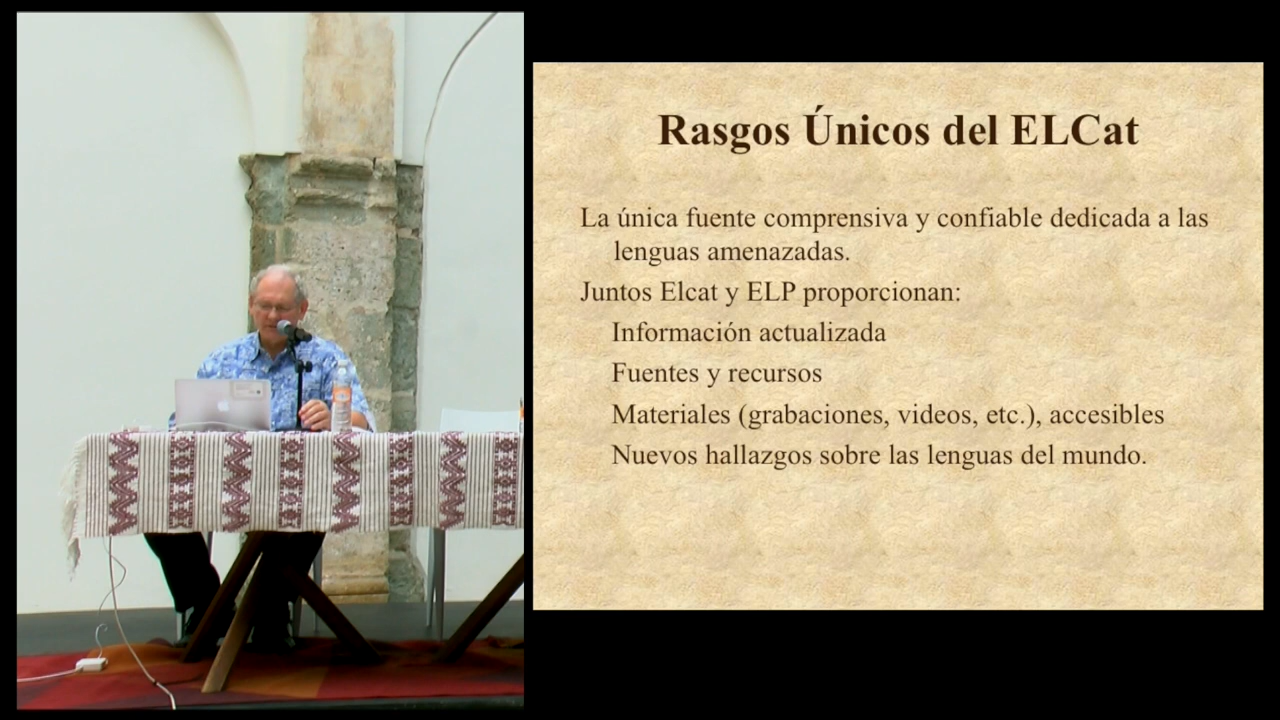 Rasgos Únicos del ELCat
La única fuente comprensiva y confiable dedicada a las
lenguas amenazadas.
Juntos Elcat y ELP proporcionan:
Información actualizada
Fuentes y recursos
Materiales (grabaciones, videos, etc.), accesibles
Nuevos hallazgos sobre las lenguas del mundo.